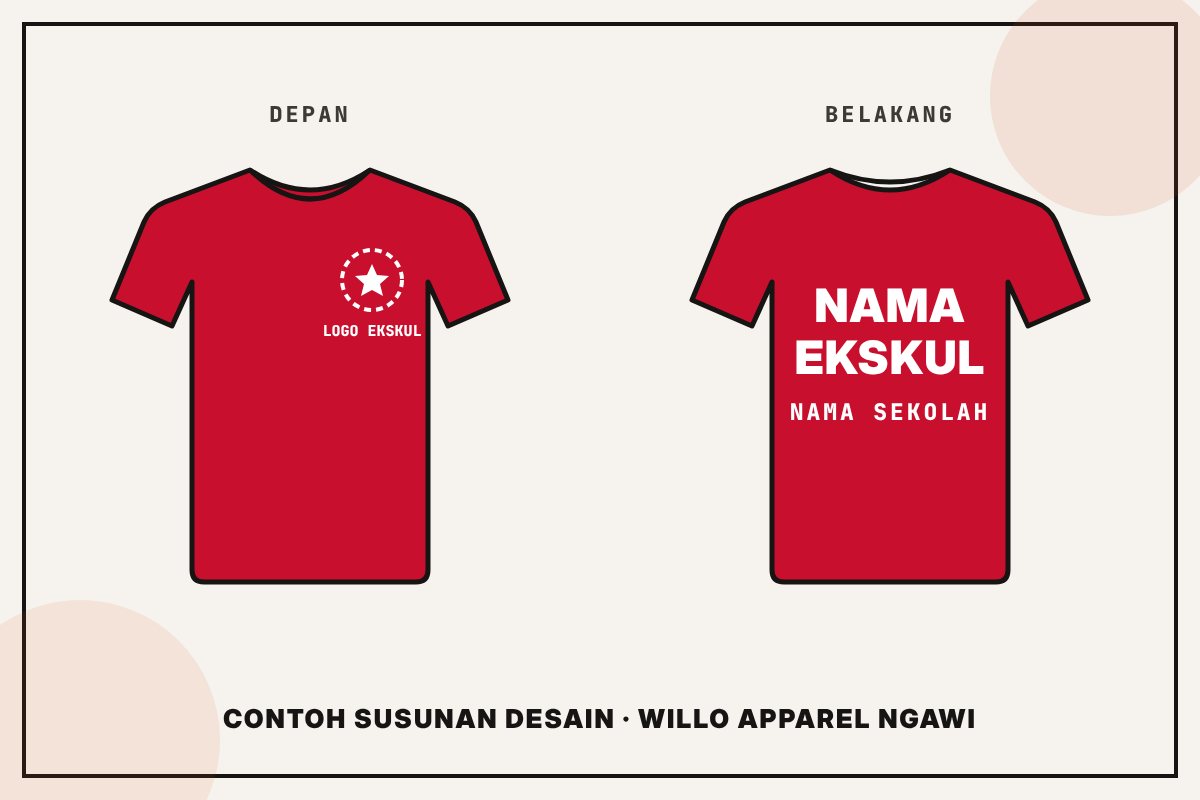 DEPAN
LOGO EKSKUL
BELAKANG
NAMA
EKSKUL
NAMA SEKOLAH
CONTOH SUSUNAN DESAIN · WILLO APPAREL NGAWI